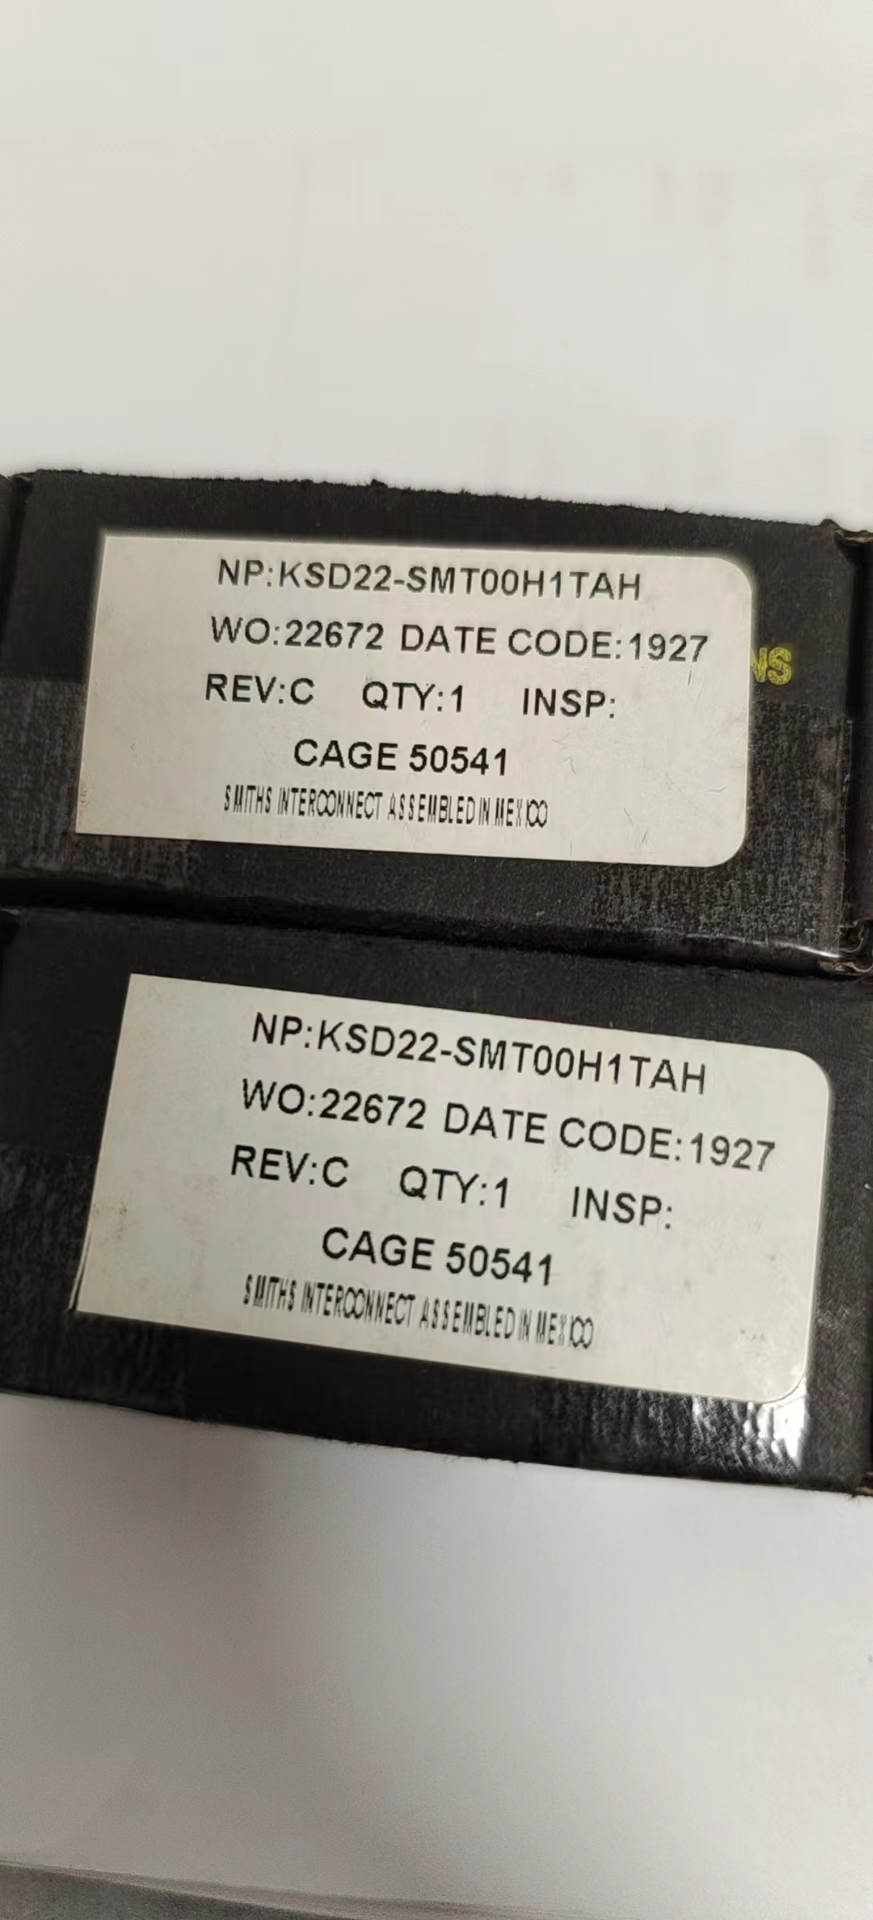 NP:KSD22-SMT00H1TAH
WO:22672 DATE CODE:1927
NS
REV:C QTY:1 INSP:
CAGE 50541
SMITHS INTERCONNECT ASSEMBLED IN MEXICO
NP:KSD22-SMT00H1TAH
WO:22672 DATE CODE:1927
REV:C QTY:1 INSP:
CAGE 50541
SMITHS INTERCONNECT ASSEMBLED IN MEXICO